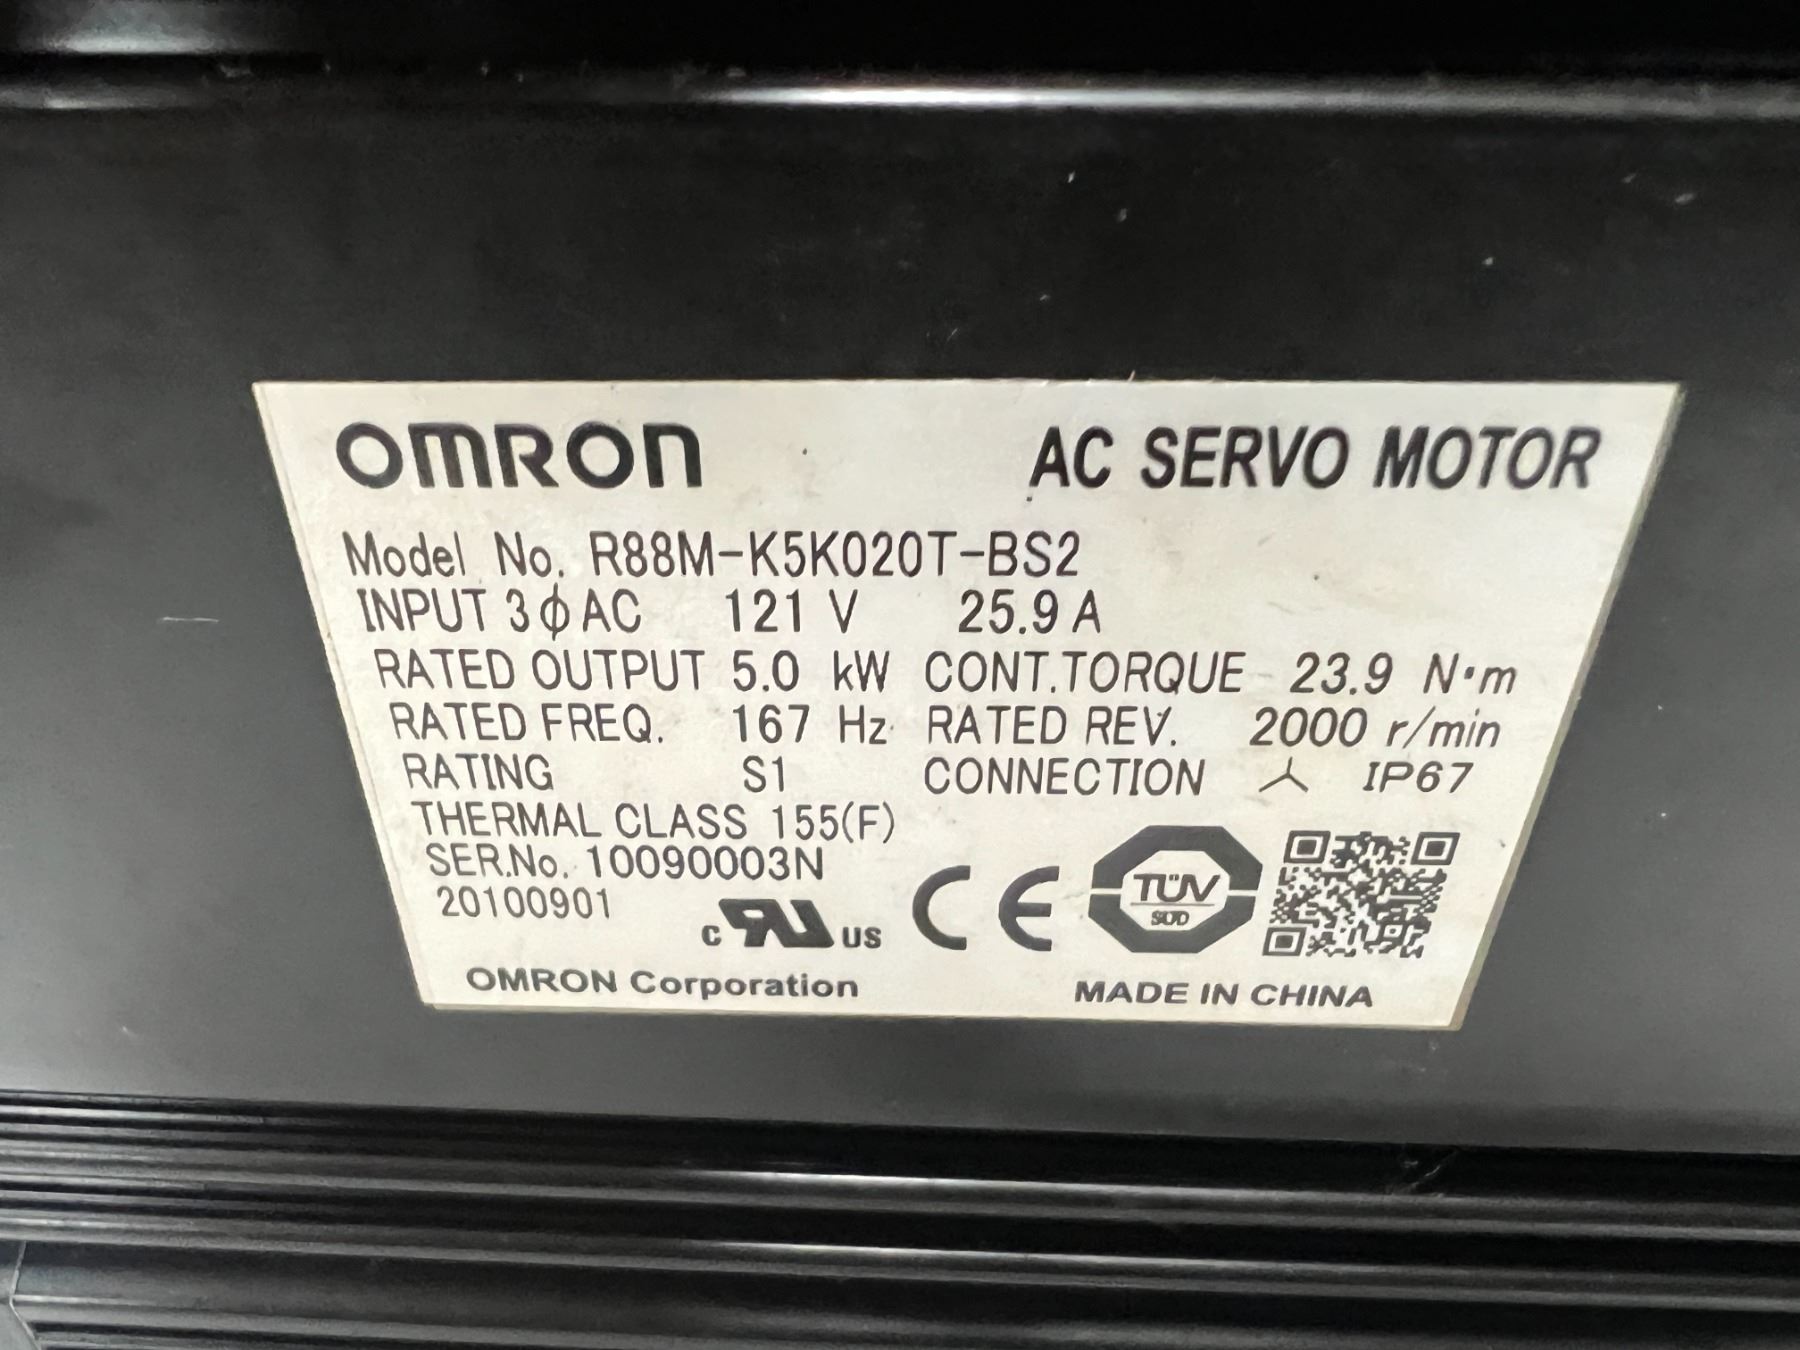 OMRON AC SERVO MOTOR
Model No. R88M-K5K020T-BS2
INPUT 3ϕAC 121 V 25.9 A
RATED OUTPUT 5.0 kW CONT.TORQUE 23.9 N·m
RATED FREQ. 167 Hz RATED REV. 2000 r/min
RATING S1 CONNECTION 人 IP67
THERMAL CLASS 155(F)
SER.No. 10090003N
20100901
c RU US CE TÜV SÜD
OMRON Corporation MADE IN CHINA